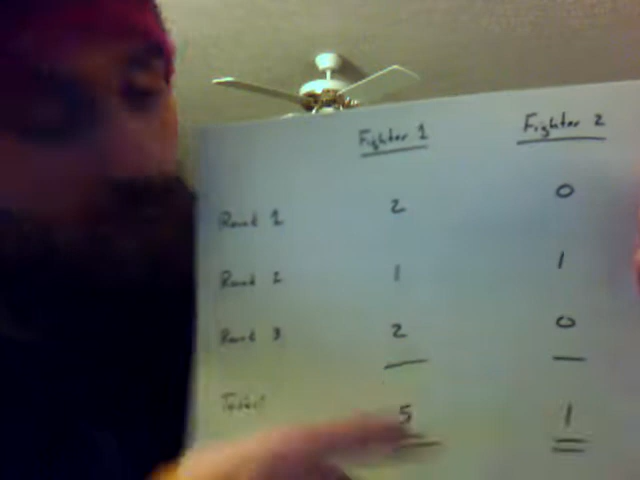 Fighter 1 Fighter 2
Round 1 2 0
Round 2 1 1
Round 3 2 0
Total 5 1